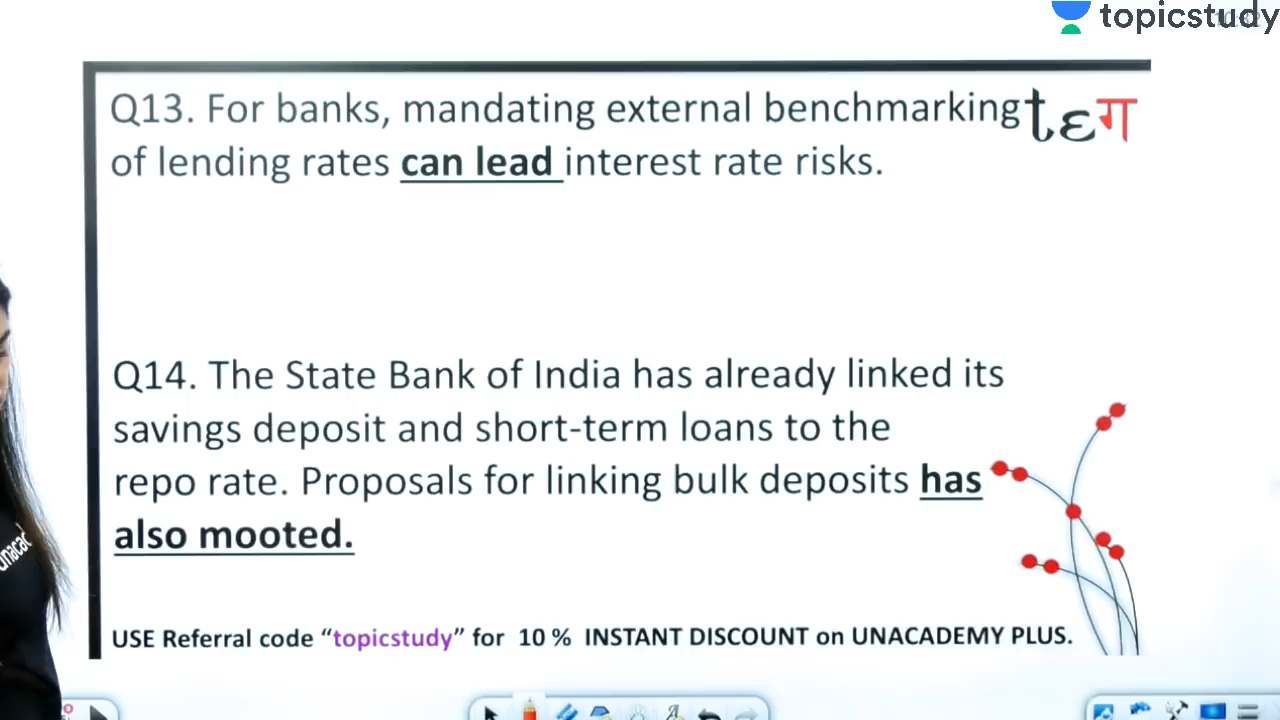 topicstudy
Q13. For banks, mandating external benchmarking
tεग
of lending rates can lead interest rate risks.
Q14. The State Bank of India has already linked its
savings deposit and short-term loans to the
repo rate. Proposals for linking bulk deposits has
also mooted.
unacad
USE Referral code “topicstudy” for 10 % INSTANT DISCOUNT on UNACADEMY PLUS.